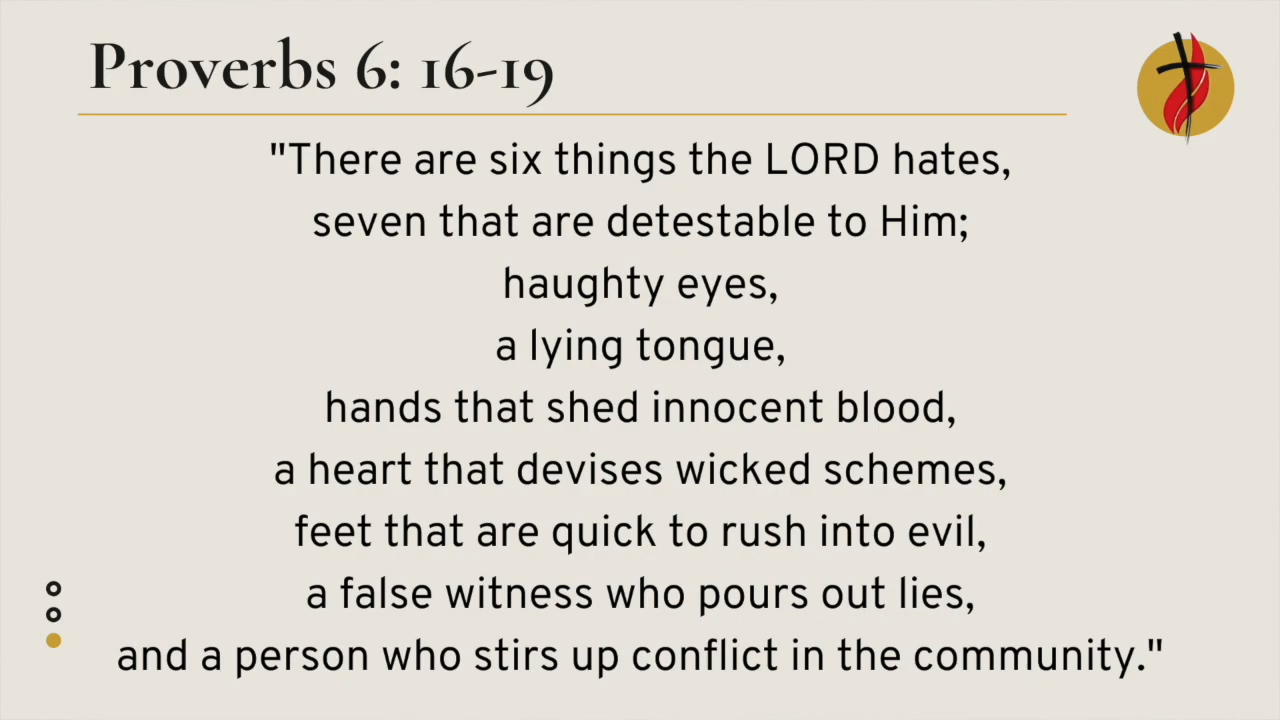 Proverbs 6: 16-19
"There are six things the LORD hates,
seven that are detestable to Him;
haughty eyes,
a lying tongue,
hands that shed innocent blood,
a heart that devises wicked schemes,
feet that are quick to rush into evil,
a false witness who pours out lies,
and a person who stirs up conflict in the community."